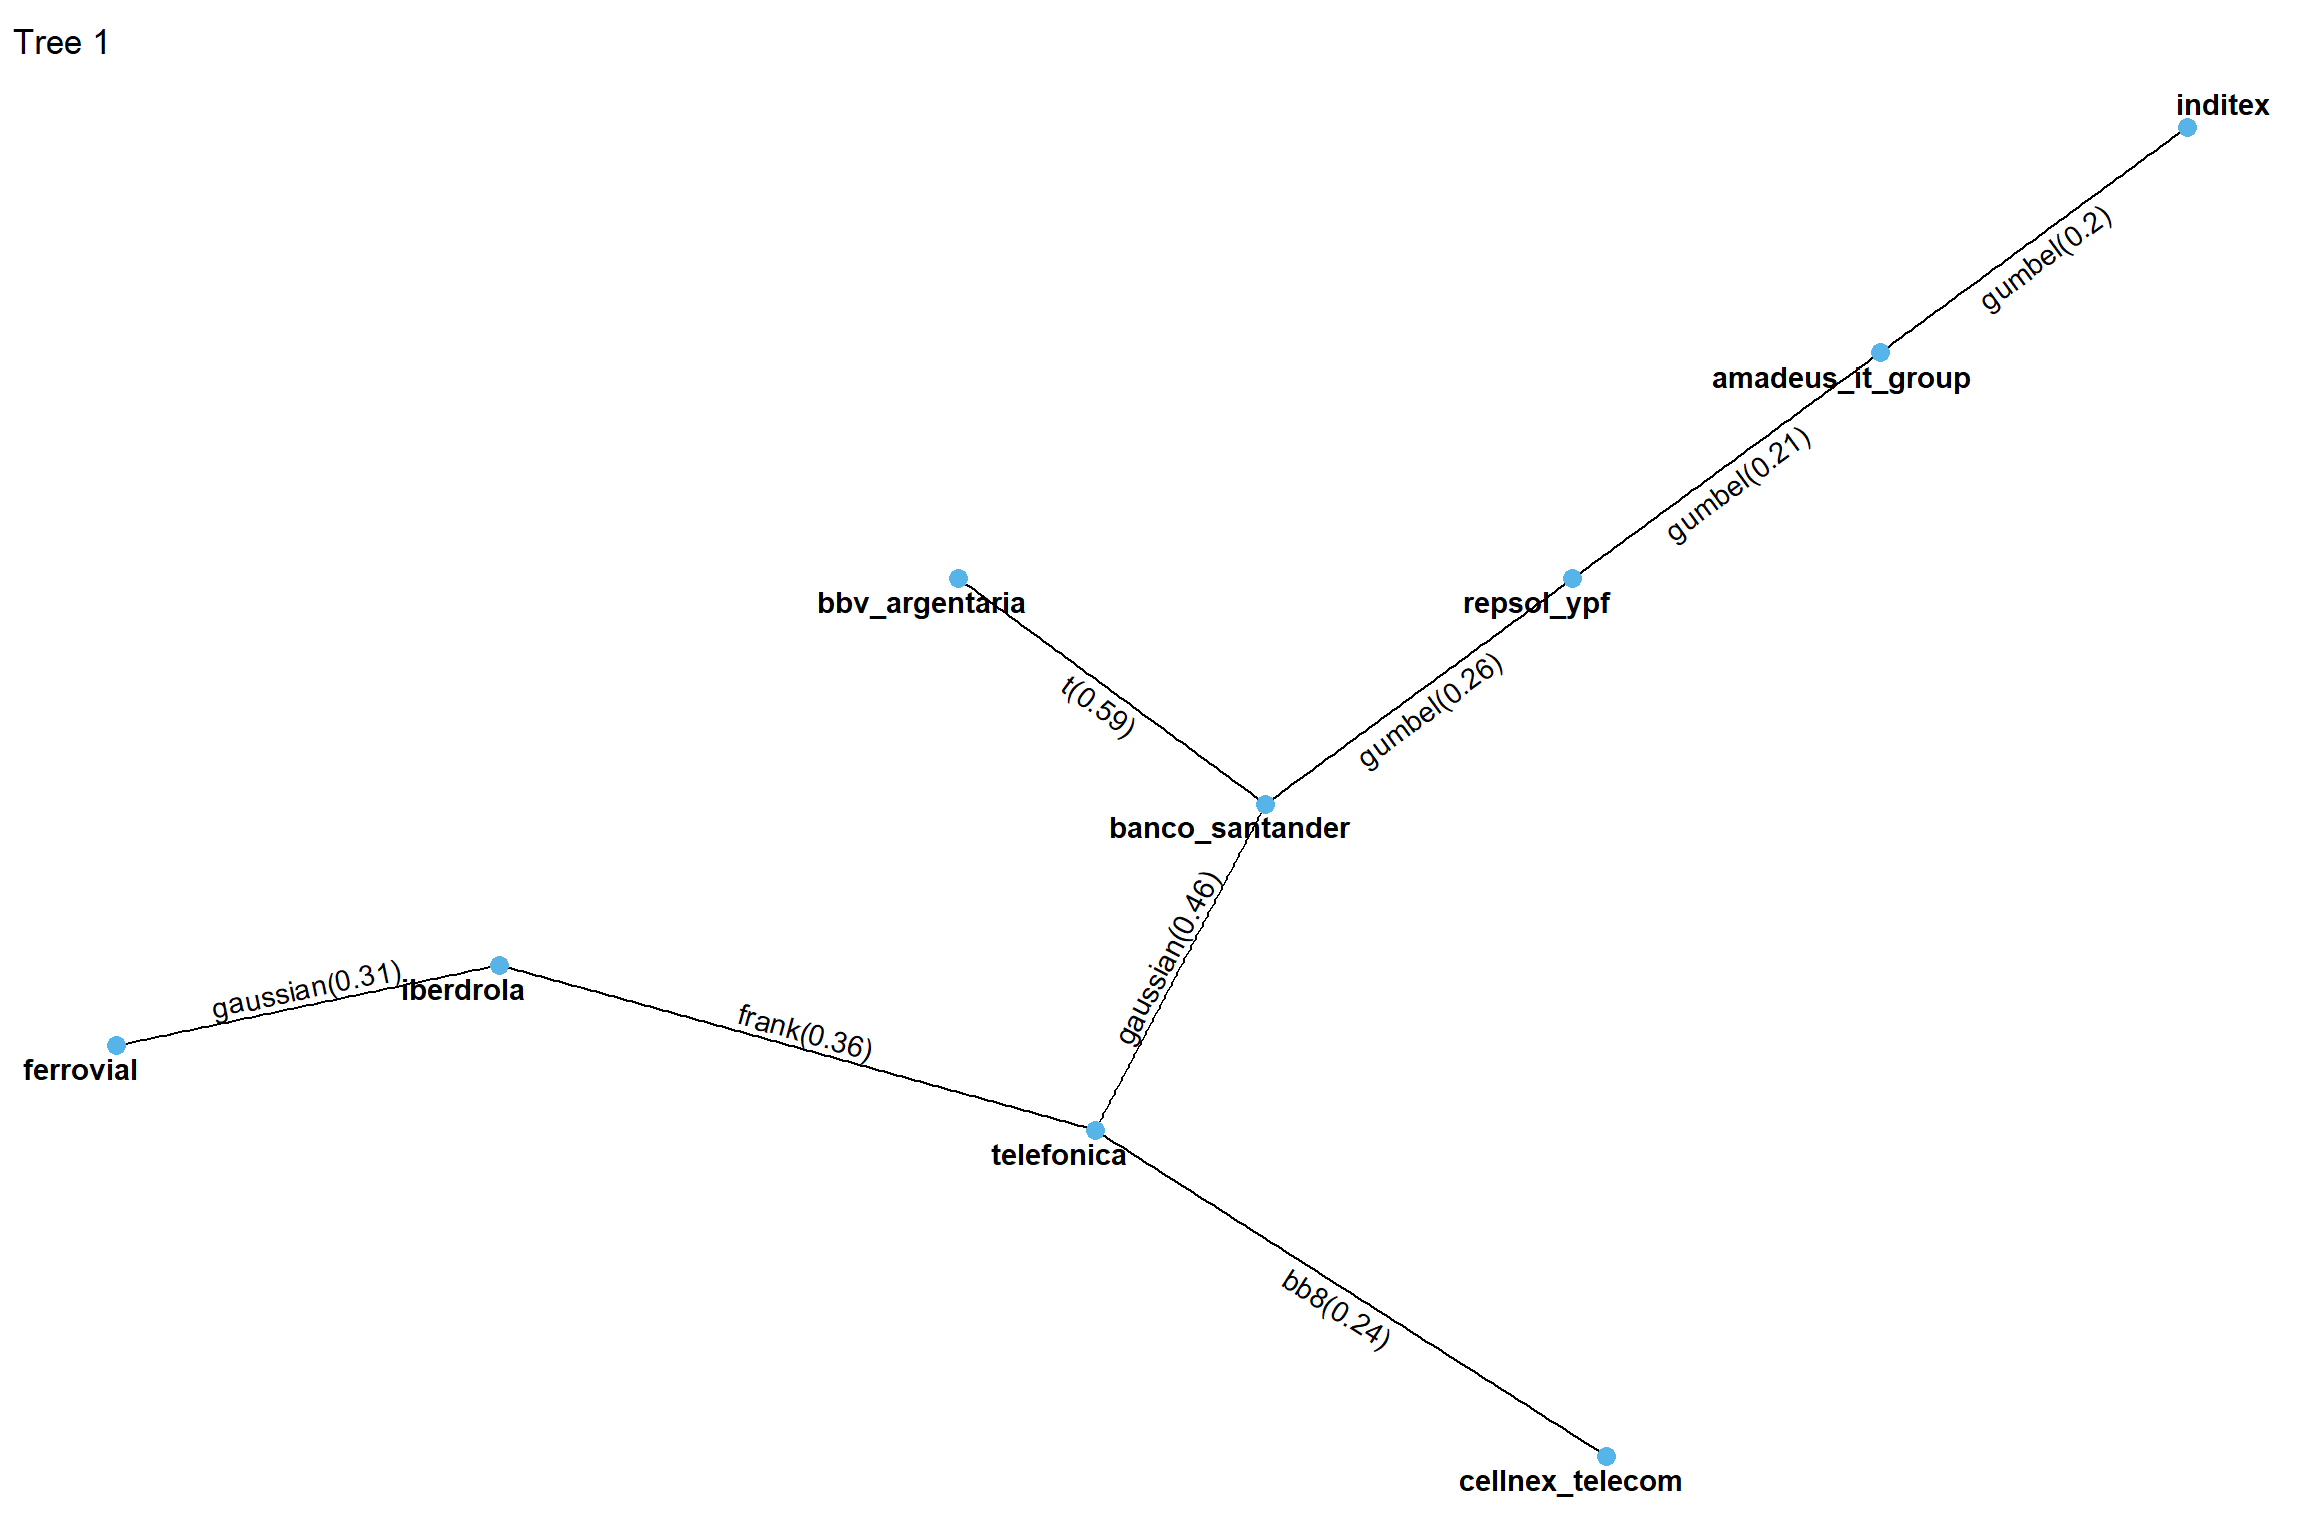 Tree 1
inditex
gumbel(0.2)
amadeus_it_group
gumbel(0.21)
bbv_argentaria
repsol_ypf
t(0.59)
gumbel(0.26)
banco_santander
gaussian(0.46)
gaussian(0.31)
iberdrola
frank(0.36)
ferrovial
telefonica
bb8(0.24)
cellnex_telecom